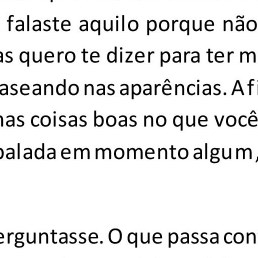 falaste aquilo porque não
as quero te dizer para ter m
aseando nas aparências. A fi
nas coisas boas no que você
palada em momento algum,
erguntasse. O que passa con